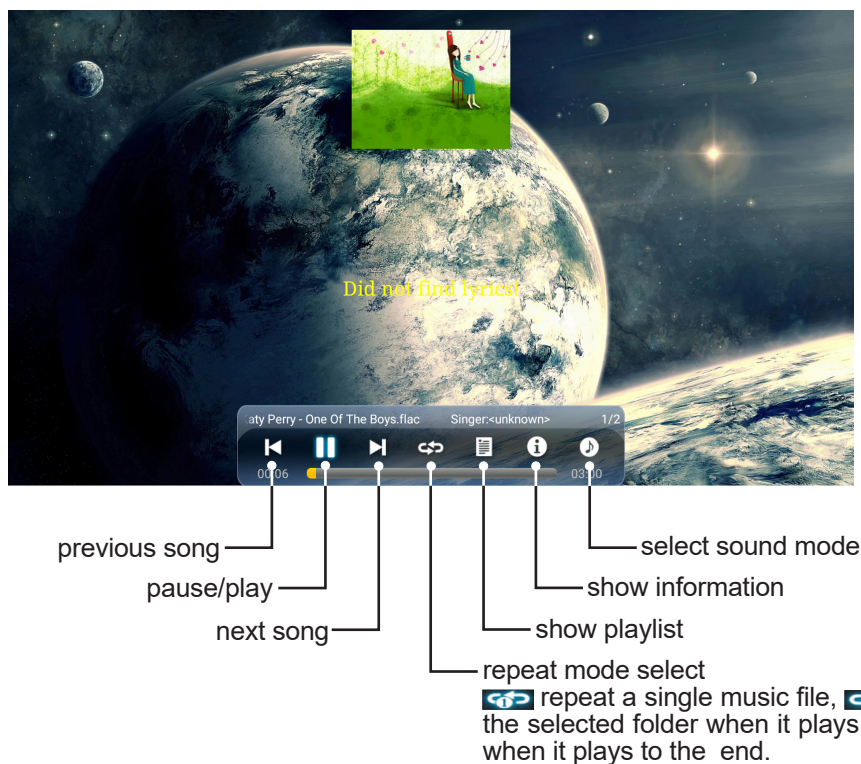 Did not find lyrics!
aty Perry - One Of The Boys.flac Singer:<unknown> 1/2
00:06 03:00
previous song
select sound mode
pause/play
show information
next song
show playlist
repeat mode select
repeat a single music file,
the selected folder when it plays
when it plays to the end.